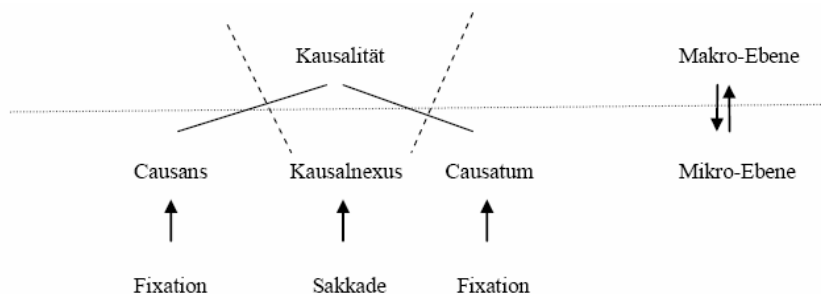 Kausalität Makro-Ebene
Causans Kausalnexus Causatum Mikro-Ebene
Fixation Sakkade Fixation